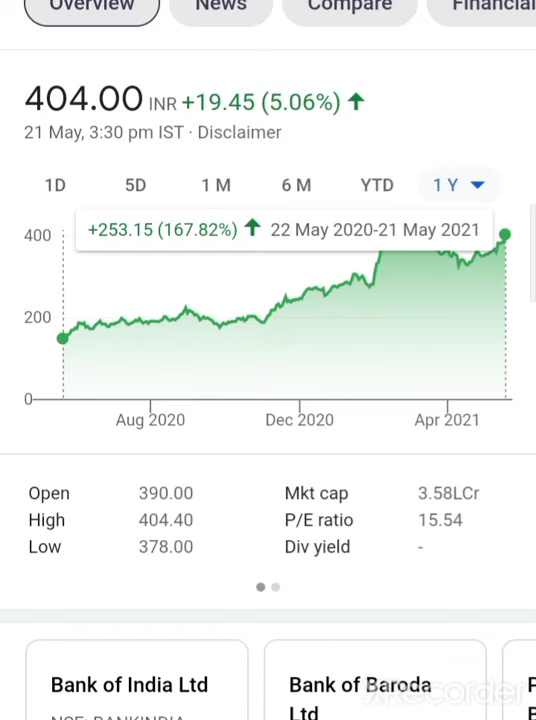 Overview News Compare Financial
404.00 INR +19.45 (5.06%)
21 May, 3:30 pm IST · Disclaimer
1D 5D 1 M 6 M YTD 1 Y
+253.15 (167.82%) 22 May 2020-21 May 2021
400
200
0
Aug 2020 Dec 2020 Apr 2021
Open 390.00 Mkt cap 3.58LCr
High 404.40 P/E ratio 15.54
Low 378.00 Div yield -
Bank of India Ltd
Bank of Baroda
Ltd
P
NSE: BANKINDIA
Recorder